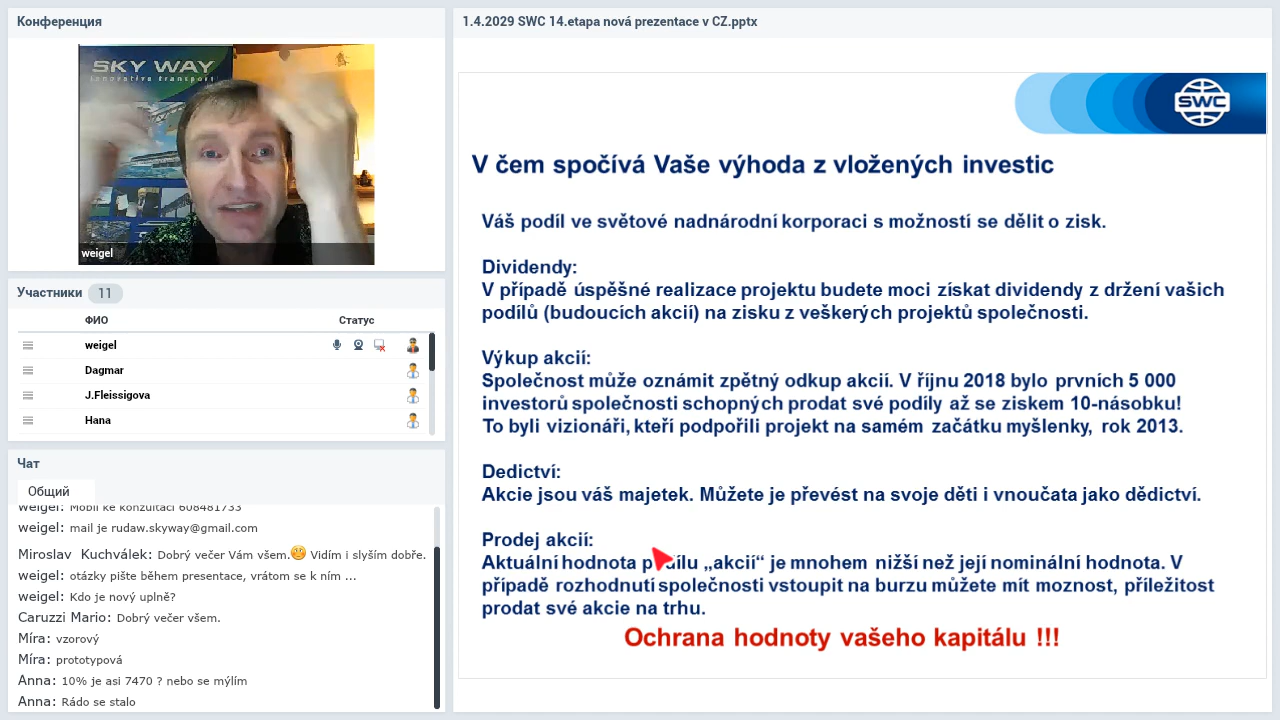 Конференция
SKY WAY
innovative transport
weigel
Участники 11
ФИО Статус
weigel
Dagmar
J.Fleissigova
Hana
Чат
Общий
weigel: Mobil ke konzultaci 608481733
weigel: mail je rudaw.skyway@gmail.com
Miroslav Kuchválek: Dobrý večer Vám všem. Vidím i slyším dobře.
weigel: otázky pište během presentace, vrátom se k ním ...
weigel: Kdo je nový uplně?
Caruzzi Mario: Dobrý večer všem.
Míra: vzorový
Míra: prototypová
Anna: 10% je asi 7470 ? nebo se mýlím
Anna: Rádo se stalo
1.4.2029 SWC 14.etapa nová prezentace v CZ.pptx
SWC
V čem spočívá Vaše výhoda z vložených investic
Váš podíl ve světové nadnárodní korporaci s možností se dělit o zisk.
Dividendy:
V případě úspěšné realizace projektu budete moci získat dividendy z držení vašich
podílů (budoucích akcií) na zisku z veškerých projektů společnosti.
Výkup akcií:
Společnost může oznámit zpětný odkup akcií. V říjnu 2018 bylo prvních 5 000
investorů společnosti schopných prodat své podíly až se ziskem 10-násobku!
To byli vizionáři, kteří podpořili projekt na samém začátku myšlenky, rok 2013.
Dedictví:
Akcie jsou váš majetek. Můžete je převést na svoje děti i vnoučata jako dědictví.
Prodej akcií:
Aktuální hodnota podílu „akcií“ je mnohem nižší než její nominální hodnota. V
případě rozhodnutí společnosti vstoupit na burzu můžete mít moznost, příležitost
prodat své akcie na trhu.
Ochrana hodnoty vašeho kapitálu !!!